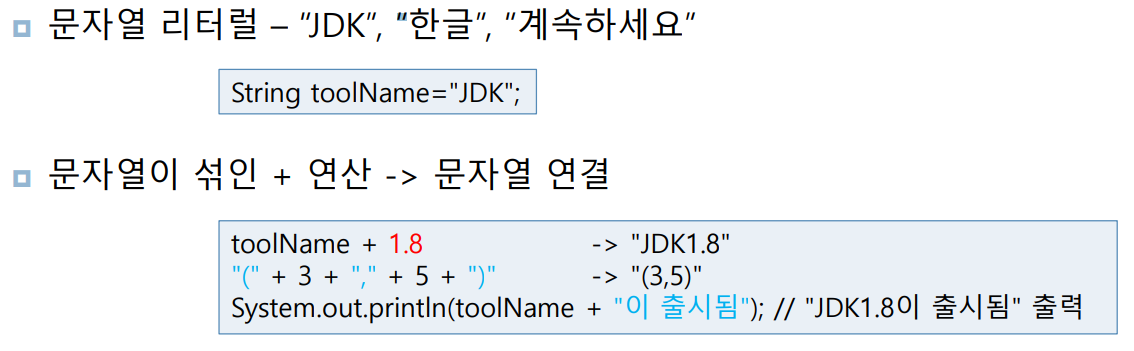 문자열 리터럴 – "JDK", "한글", "계속하세요"
String toolName="JDK";
문자열이 섞인 + 연산 -> 문자열 연결
toolName + 1.8 -> "JDK1.8"
"(" + 3 + "," + 5 + ")" -> "(3,5)"
System.out.println(toolName + "이 출시됨"); // "JDK1.8이 출시됨" 출력